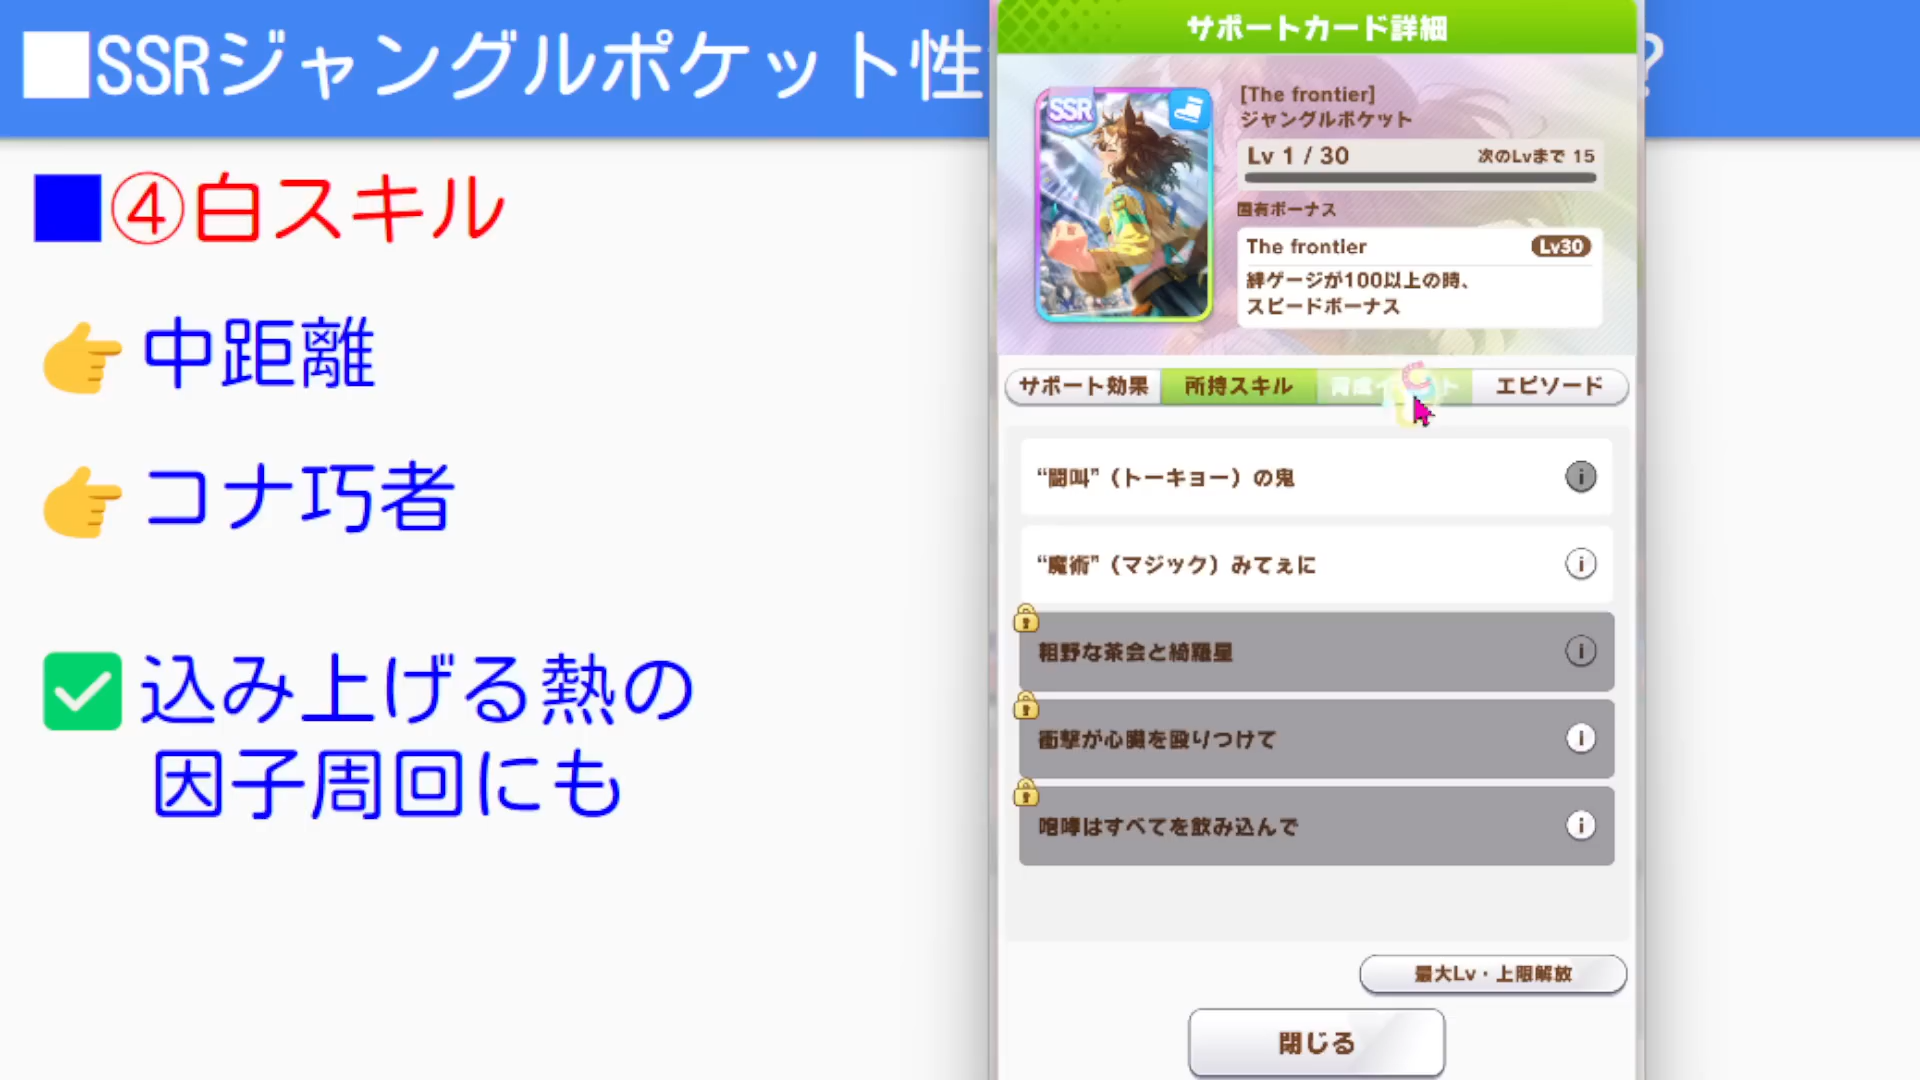 ■SSRジャングルポケット性
?
■④白スキル
👉中距離
👉コナ巧者
✅込み上げる熱の
因子周回にも
サポートカード詳細
SSR
[The frontier]
ジャングルポケット
Lv 1 / 30
次のLvまで 15
固有ボーナス
The frontier
Lv30
絆ゲージが100以上の時、
スピードボーナス
サポート効果
所持スキル
育成イベント
エピソード
“闘叫”（トーキョー）の鬼
“魔術”（マジック）みてぇに
粗野な茶会と綺羅星
衝撃が心臓を殴りつけて
咆哮はすべてを飲み込んで
最大Lv・上限解放
閉じる